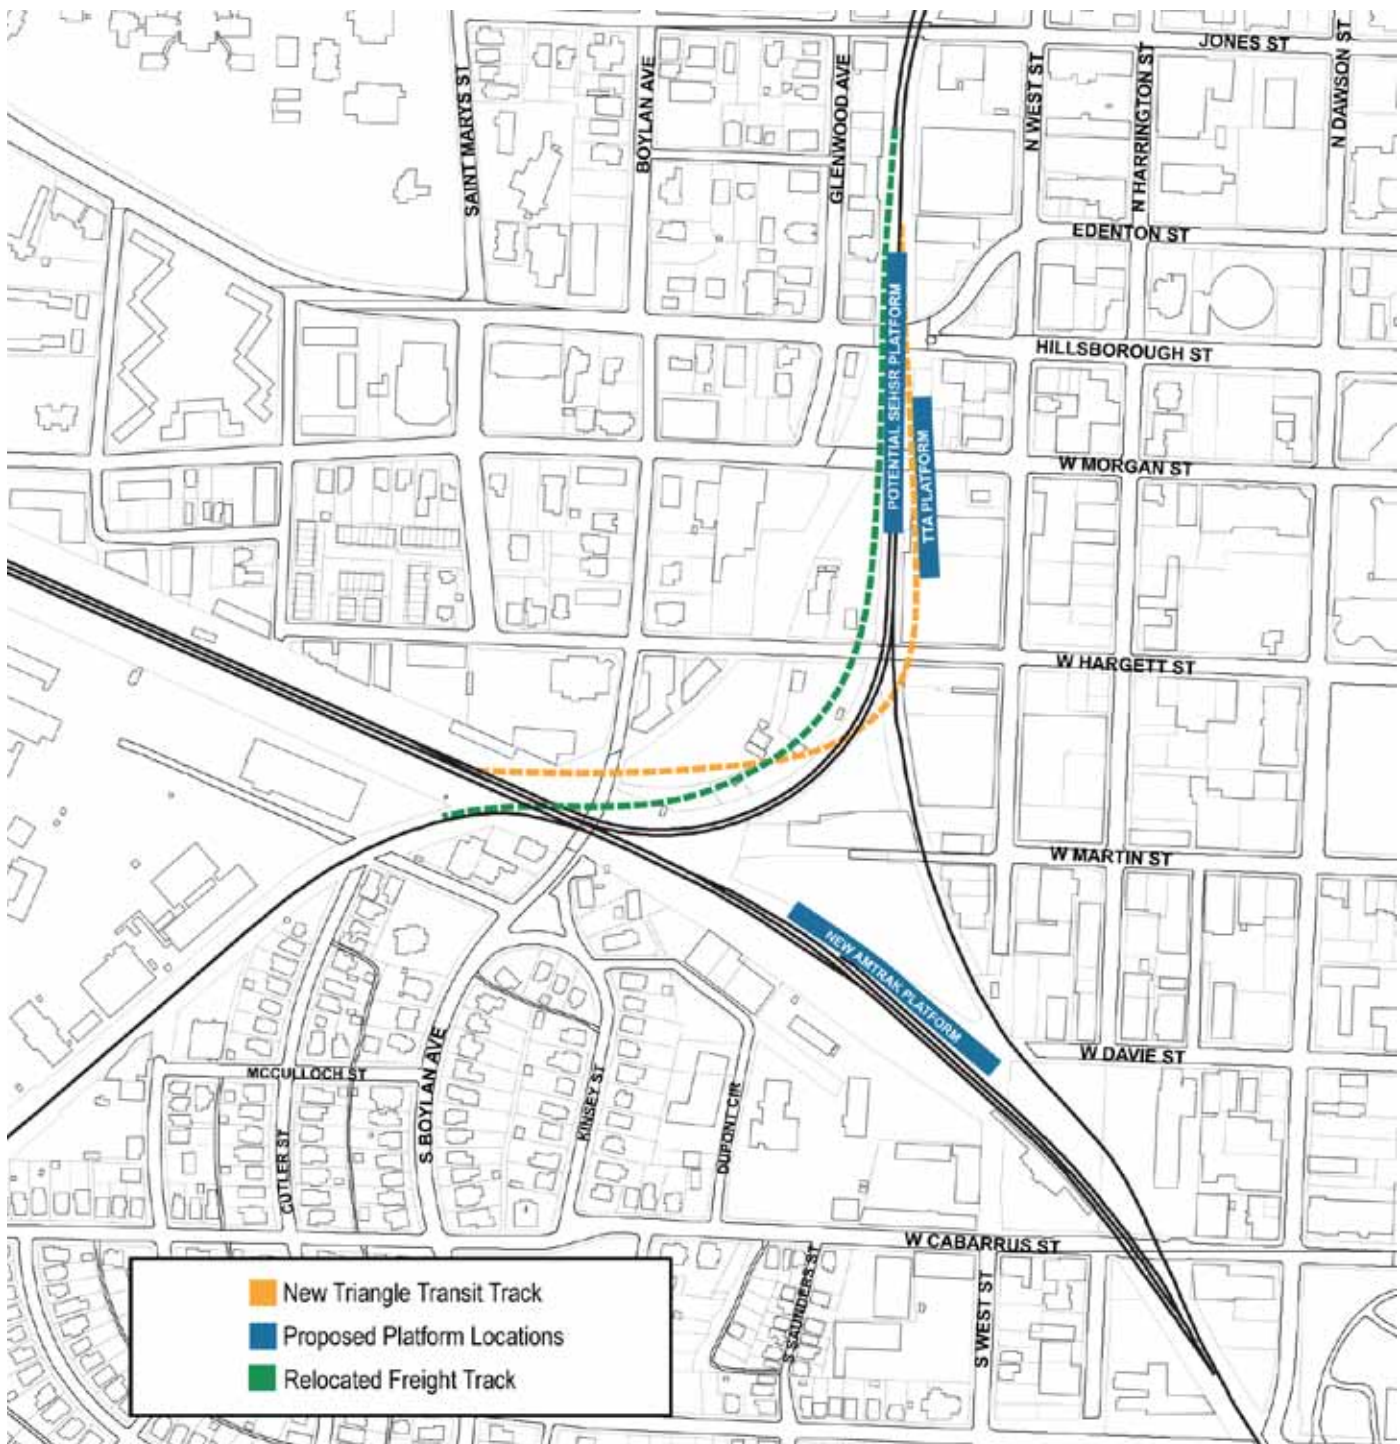 JONES ST
SAINT MARYS ST
BOYLAN AVE
GLENWOOD AVE
N WEST ST
N HARRINGTON ST
N DAWSON ST
EDENTON ST
HILLSBOROUGH ST
POTENTIAL SEHSR PLATFORM
TTA PLATFORM
W MORGAN ST
W HARGETT ST
W MARTIN ST
NEW AMTRAK PLATFORM
W DAVIE ST
MCCULLOCH ST
S BOYLAN AVE
KINSEY ST
CUTLER ST
DUPONT CIR
W CABARRUS ST
S SAUNDERS ST
S WEST ST
New Triangle Transit Track
Proposed Platform Locations
Relocated Freight Track